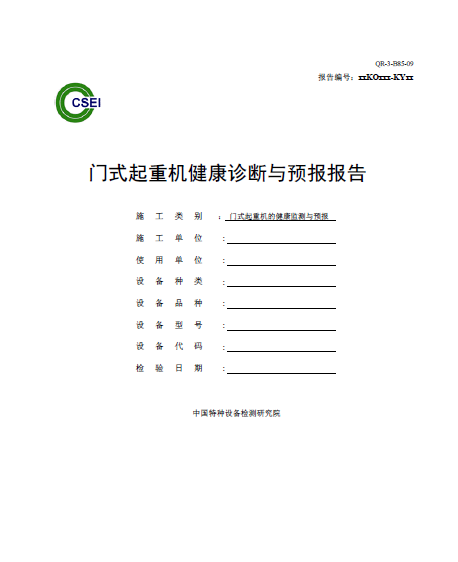 QR-3-B85-09
报告编号：xxKOxxx-KYxx
CSEI
门式起重机健康诊断与预报报告
施工类别：门式起重机的健康监测与预报
施工单位：
使用单位：
设备种类：
设备品种：
设备型号：
设备代码：
检验日期：
中国特种设备检测研究院